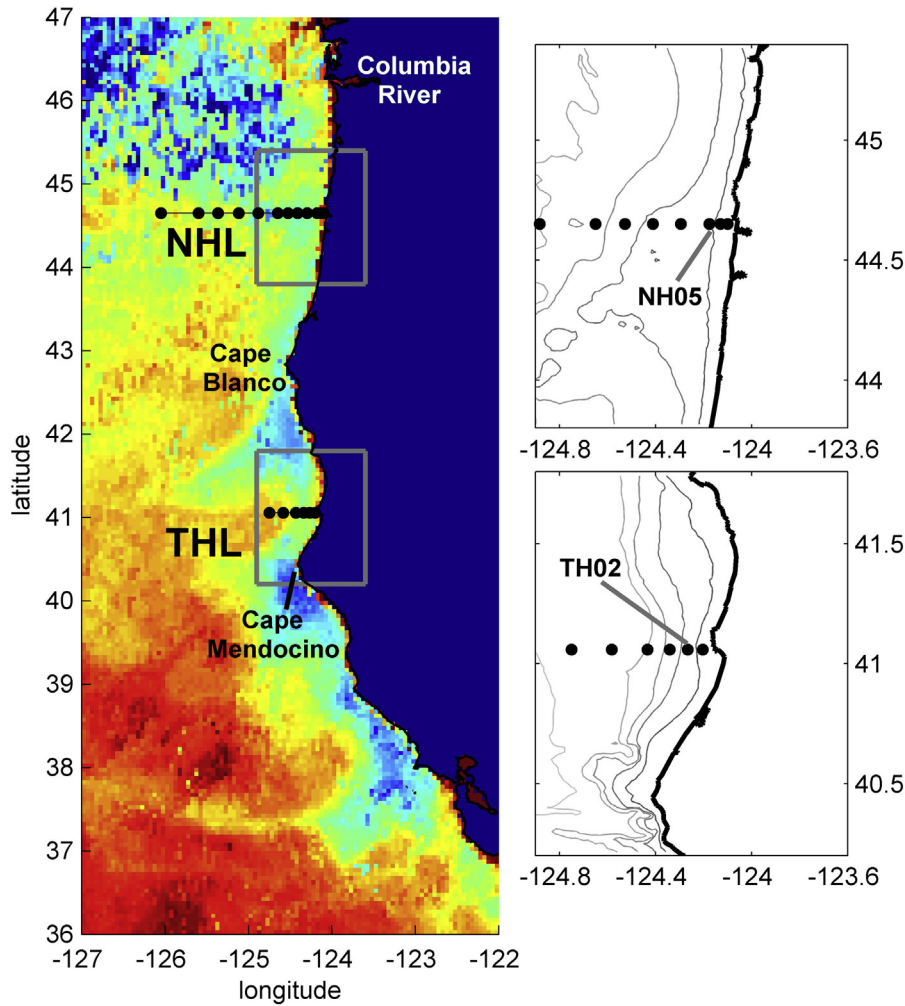 47
46
45
44
43
42
41
40
39
38
37
36
latitude
-127
-126
-125
-124
-123
-122
longitude
Columbia
River
NHL
Cape
Blanco
THL
Cape
Mendocino
NH05
45
44.5
44
-124.8
-124.4
-124
-123.6
TH02
41.5
41
40.5
-124.8
-124.4
-124
-123.6